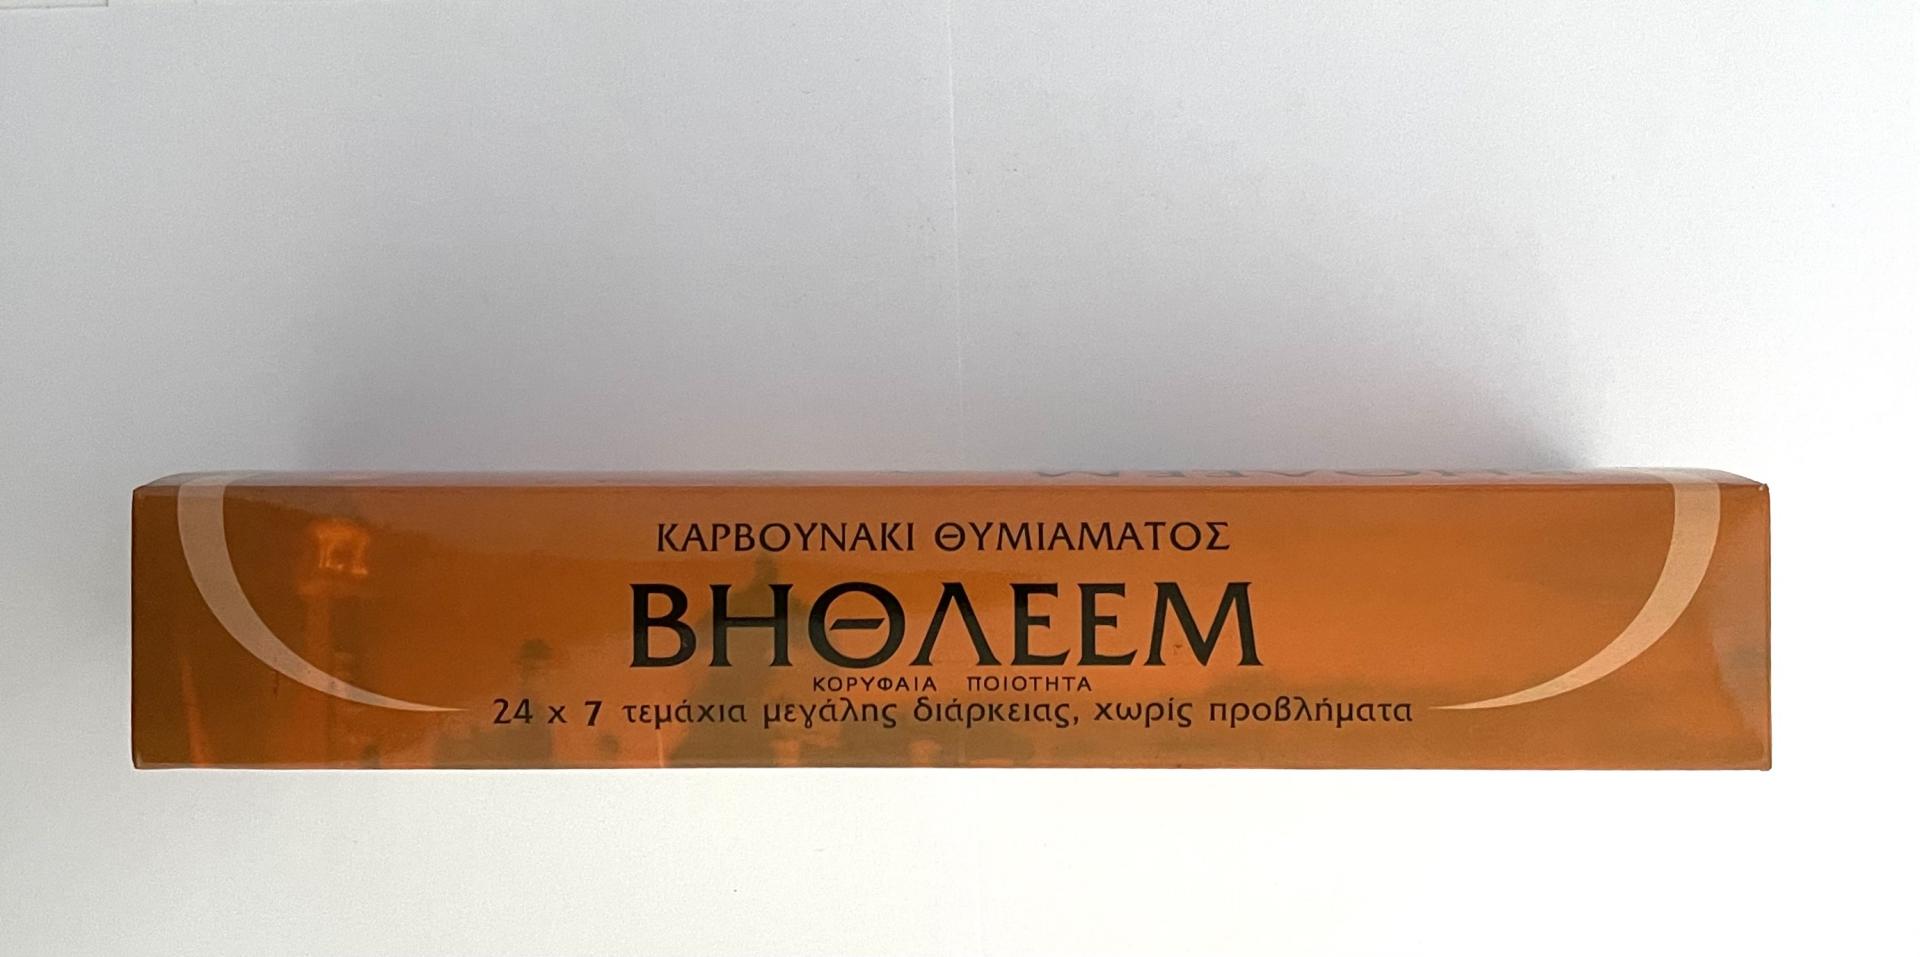 ΚΑΡΒΟΥΝΑΚΙ ΘΥΜΙΑΜΑΤΟΣ
ΒΗΘΛΕΕΜ
ΚΟΡΥΦΑΙΑ ΠΟΙΟΤΗΤΑ
24 x 7 τεμάχια μεγάλης διάρκειας, χωρίς προβλήματα